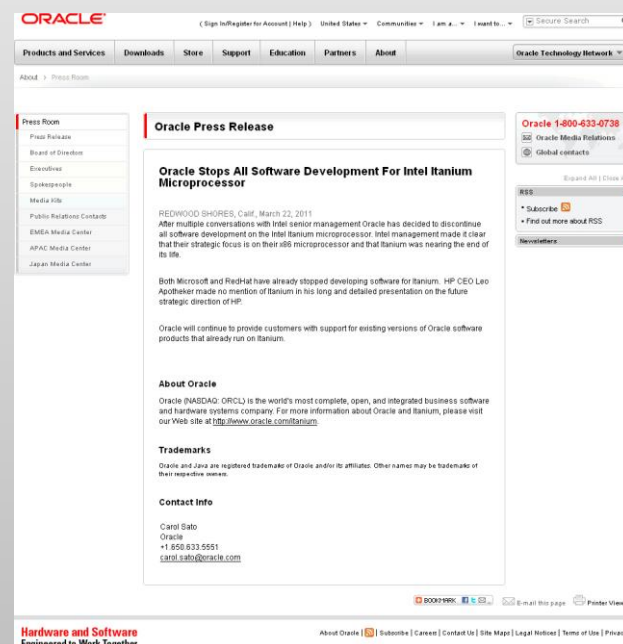 ORACLE
( Sign In/Register for Account | Help ) United States Communities I am a... I want to... Secure Search
Products and Services Downloads Store Support Education Partners About Oracle Technology Network
About > Press Room
Press Room
Press Release
Board of Directors
Executives
Spokespeople
Media Kits
Public Relations Contacts
EMEA Media Center
APAC Media Center
Japan Media Center
Oracle Press Release
Oracle Stops All Software Development For Intel Itanium
Microprocessor
REDWOOD SHORES, Calif., March 22, 2011
After multiple conversations with Intel senior management Oracle has decided to discontinue
all software development on the Intel Itanium microprocessor. Intel management made it clear
that their strategic focus is on their x86 microprocessor and that Itanium was nearing the end of
its life.
Both Microsoft and RedHat have already stopped developing software for Itanium. HP CEO Leo
Apotheker made no mention of Itanium in his long and detailed presentation on the future
strategic direction of HP.
Oracle will continue to provide customers with support for existing versions of Oracle software
products that already run on Itanium.
About Oracle
Oracle (NASDAQ: ORCL) is the world's most complete, open, and integrated business software
and hardware systems company. For more information about Oracle and Itanium, please visit
our Web site at http://www.oracle.com/itanium.
Trademarks
Oracle and Java are registered trademarks of Oracle and/or its affiliates. Other names may be trademarks of
their respective owners.
Contact Info
Carol Sato
Oracle
+1.650.633.5551
carol.sato@oracle.com
Oracle 1-800-633-0738
Oracle Media Relations
Global contacts
Expand All | Close
RSS
• Subscribe
• Find out more about RSS
Newsletters
BOOKMARK E-mail this page Printer View
Hardware and Software
Engineered to Work Together
About Oracle | Subscribe | Careers | Contact Us | Site Maps | Legal Notices | Terms of Use |